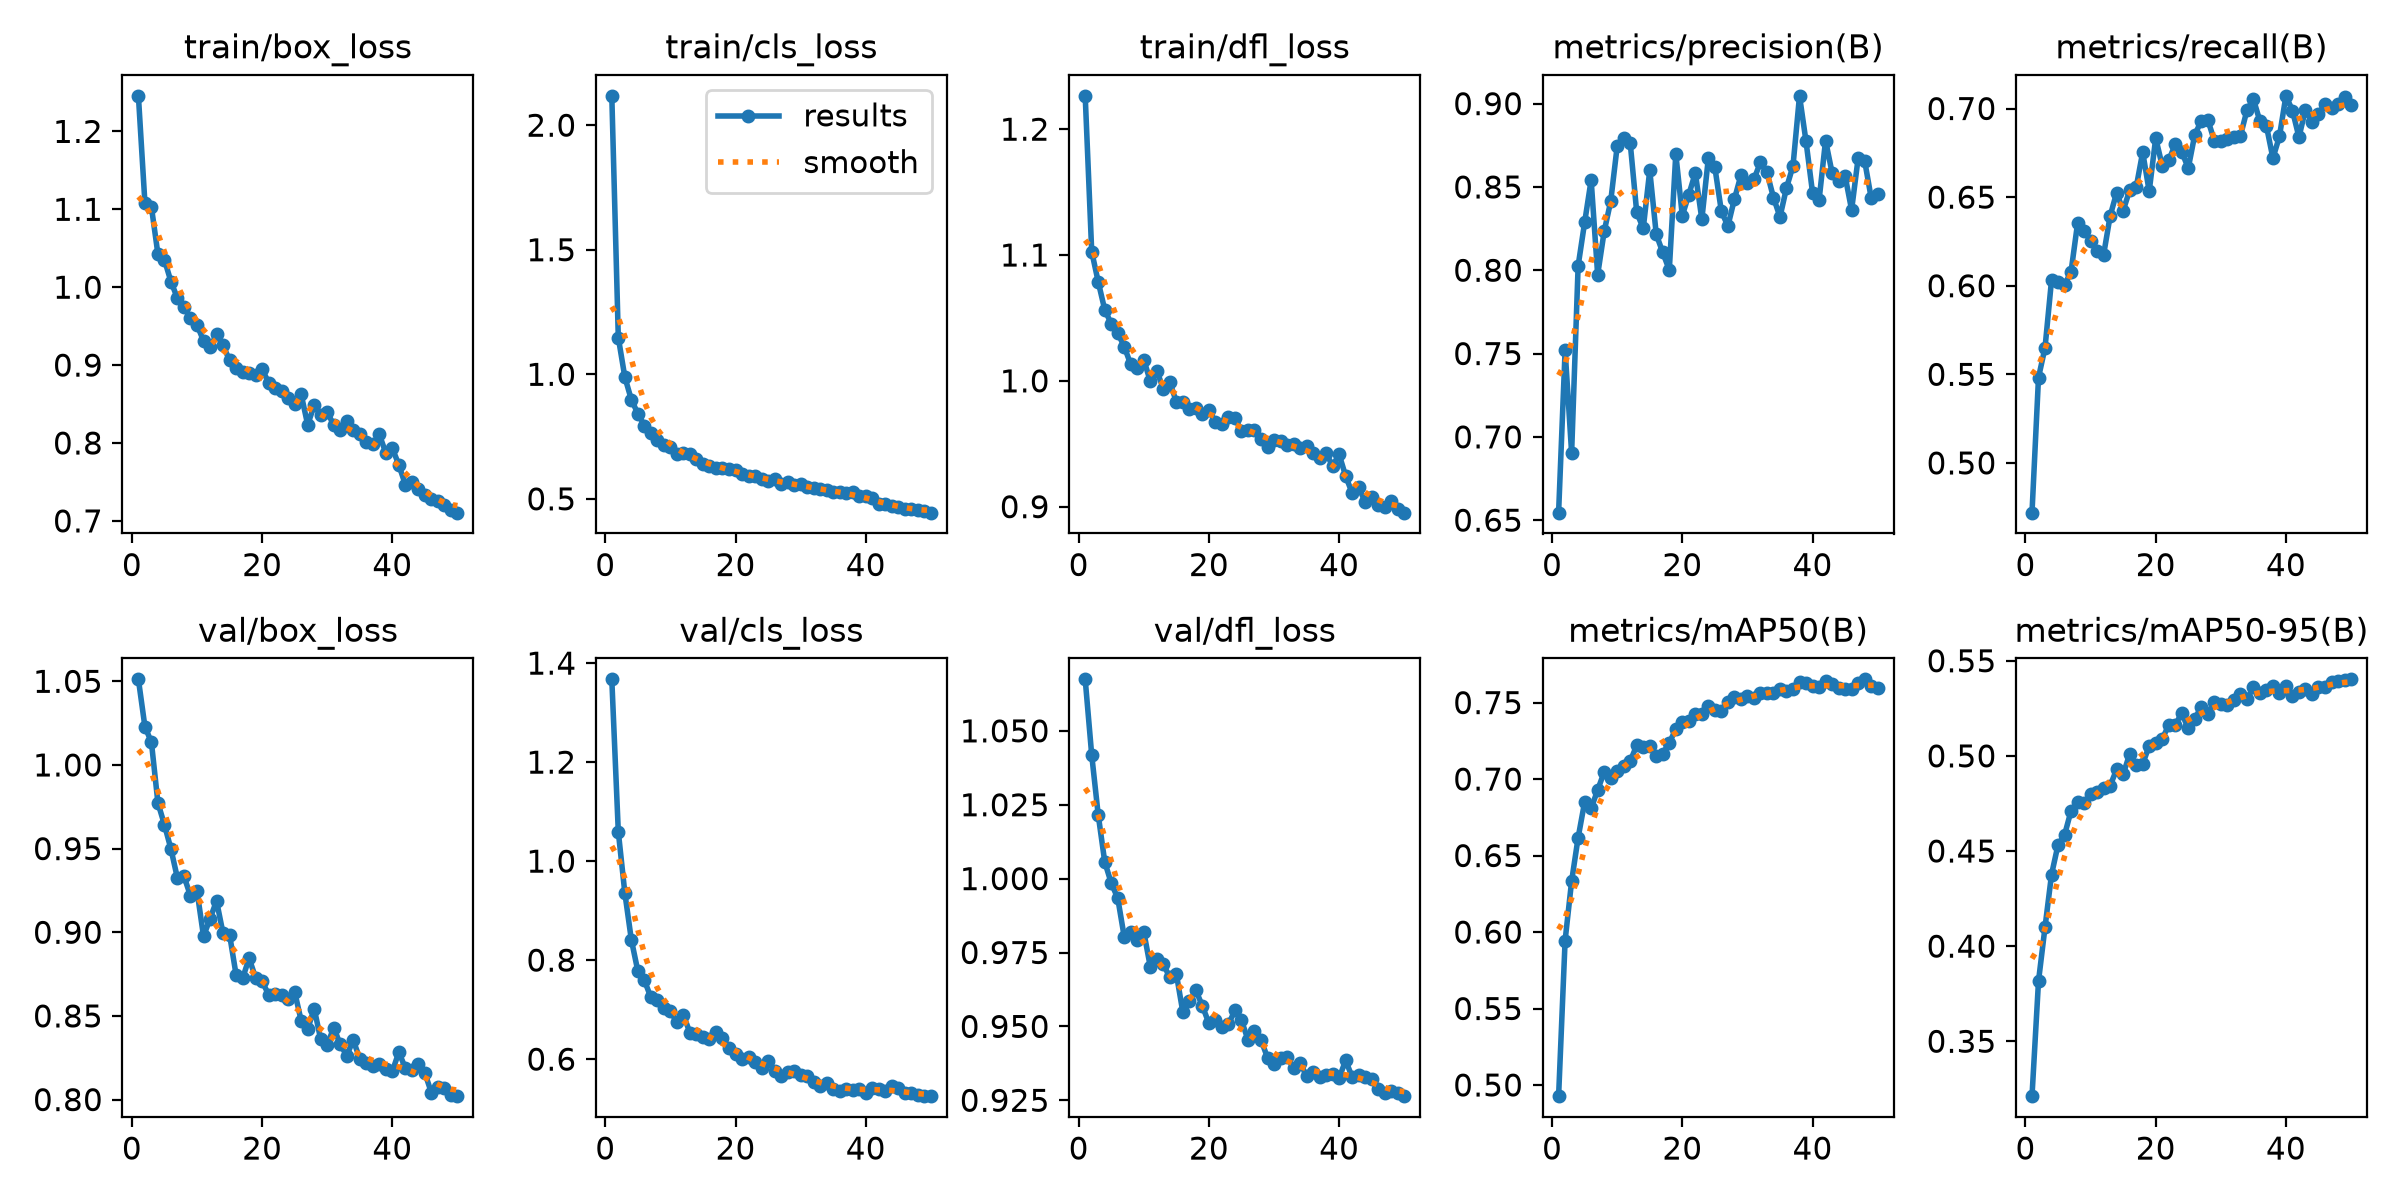 train/box_loss
1.2
1.1
1.0
0.9
0.8
0.7
0 20 40
train/cls_loss
results
smooth
2.0
1.5
1.0
0.5
0 20 40
train/dfl_loss
1.2
1.1
1.0
0.9
0 20 40
metrics/precision(B)
0.90
0.85
0.80
0.75
0.70
0.65
0 20 40
metrics/recall(B)
0.70
0.65
0.60
0.55
0.50
0 20 40
val/box_loss
1.05
1.00
0.95
0.90
0.85
0.80
0 20 40
val/cls_loss
1.4
1.2
1.0
0.8
0.6
0 20 40
val/dfl_loss
1.050
1.025
1.000
0.975
0.950
0.925
0 20 40
metrics/mAP50(B)
0.75
0.70
0.65
0.60
0.55
0.50
0 20 40
metrics/mAP50-95(B)
0.55
0.50
0.45
0.40
0.35
0 20 40